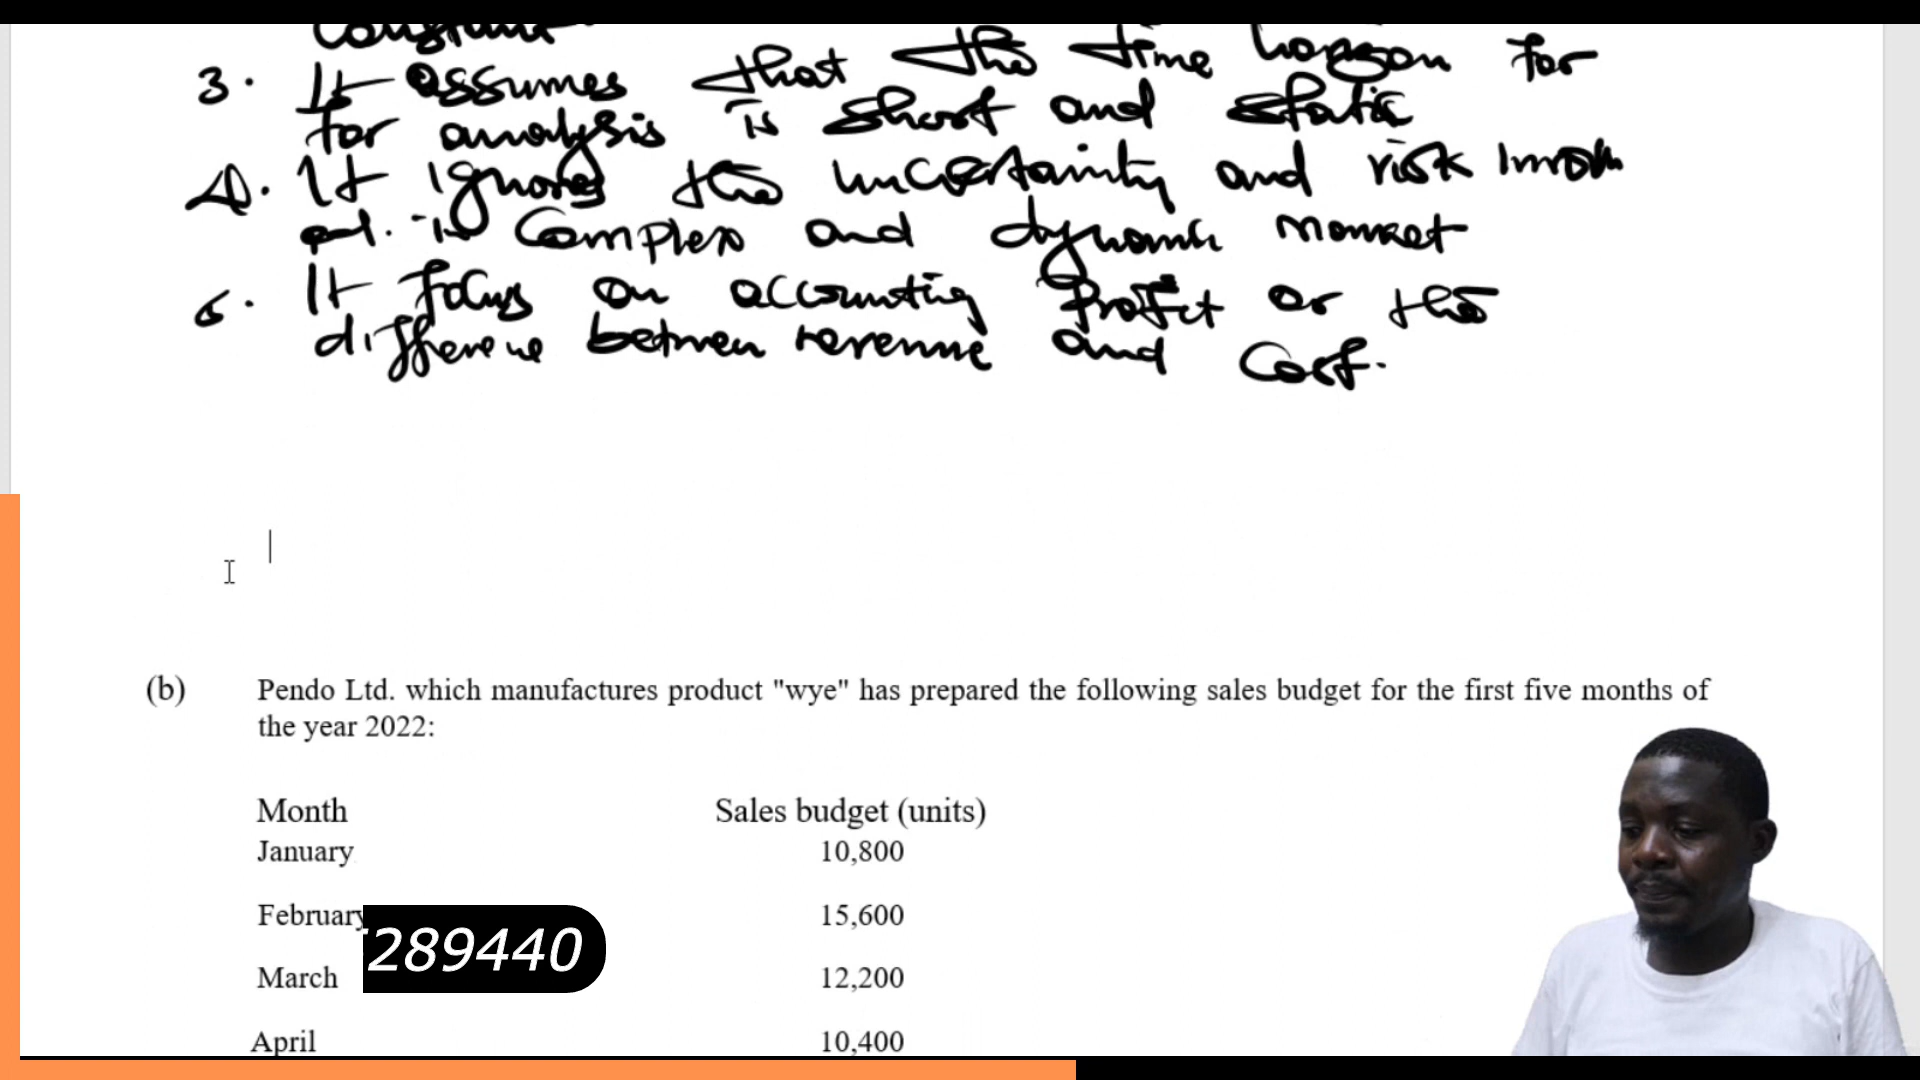 constant
3. It assumes that the time horizon for
for analysis is short and static
4. It ignores the uncertainty and risk
in complex and dynamic market
5. It focus on accounting profit or the
difference between revenue and cost.
(b) Pendo Ltd. which manufactures product "wye" has prepared the following sales budget for the first five months of
the year 2022:
Month Sales budget (units)
January 10,800
February 15,600
289440
March 12,200
April 10,400